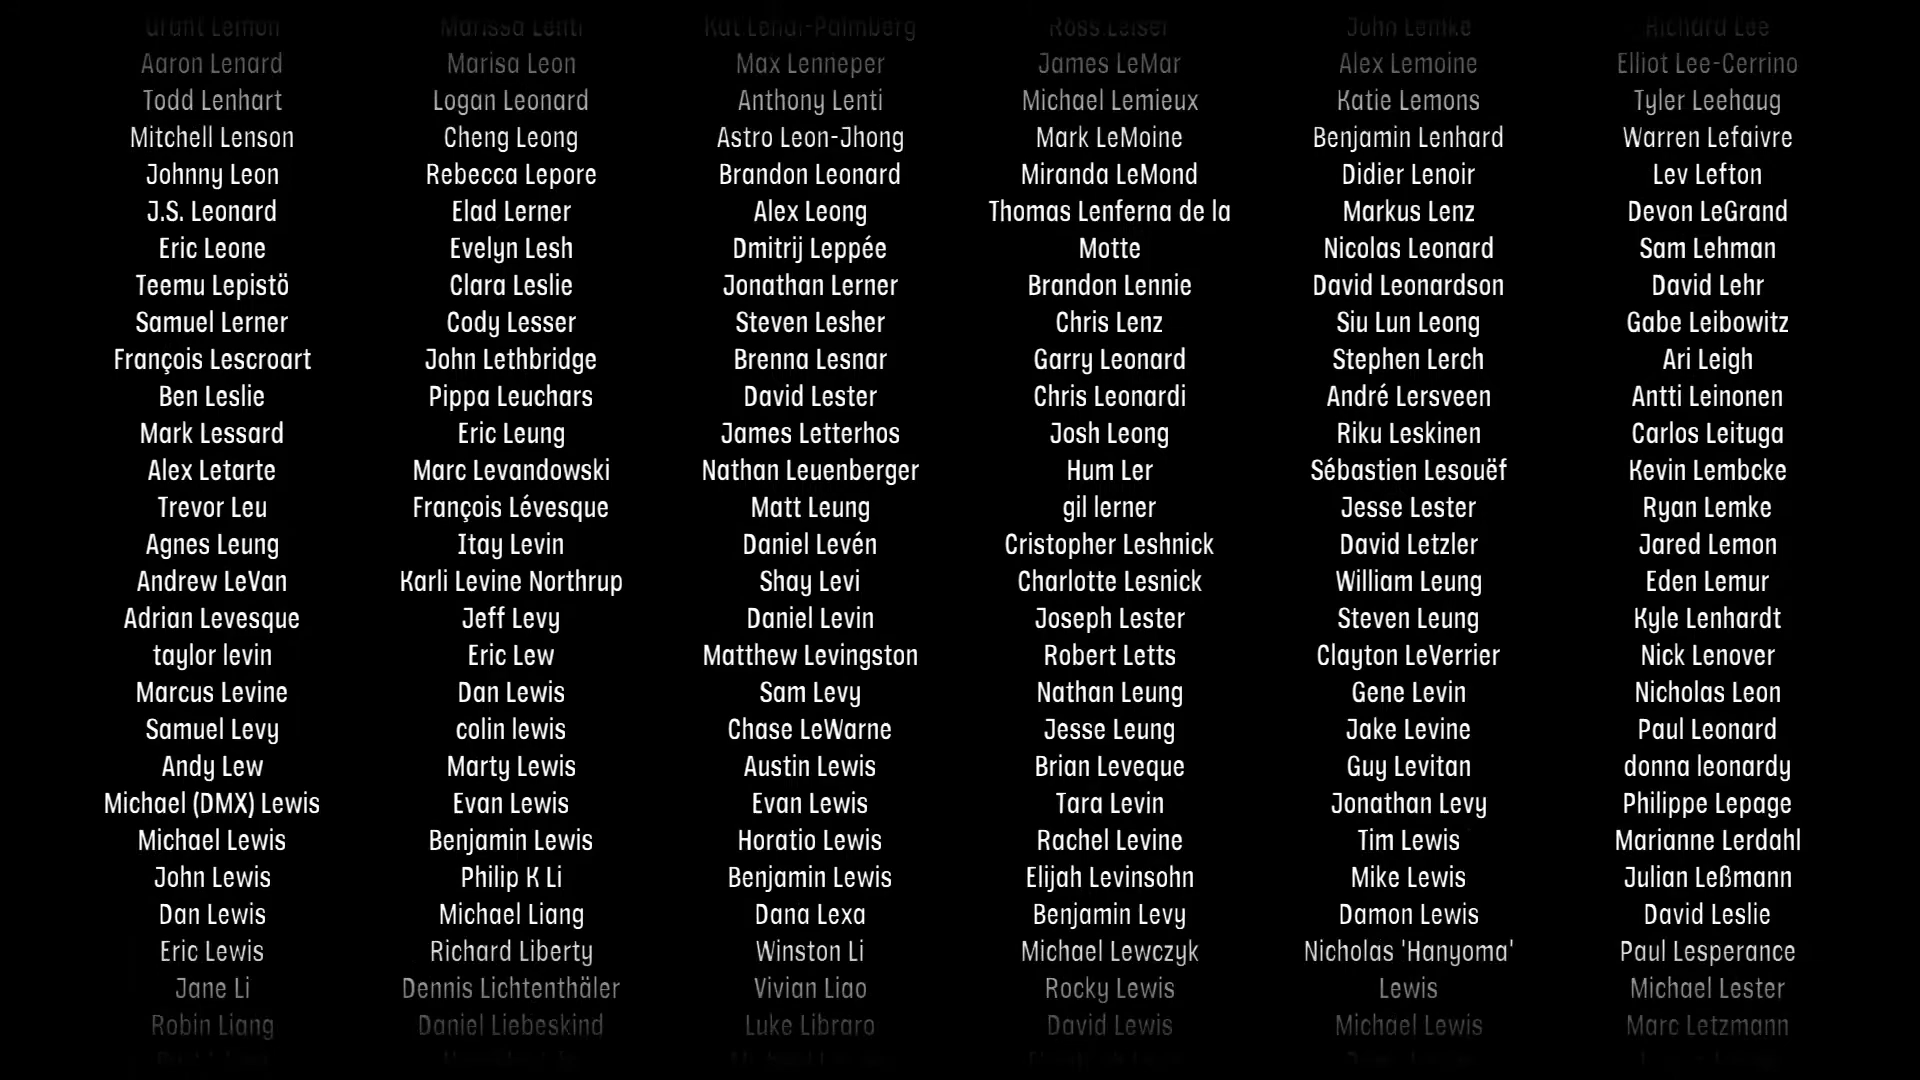 Grant Lemon
Aaron Lenard
Todd Lenhart
Mitchell Lenson
Johnny Leon
J.S. Leonard
Eric Leone
Teemu Lepistö
Samuel Lerner
François Lescroart
Ben Leslie
Mark Lessard
Alex Letarte
Trevor Leu
Agnes Leung
Andrew LeVan
Adrian Levesque
taylor levin
Marcus Levine
Samuel Levy
Andy Lew
Michael (DMX) Lewis
Michael Lewis
John Lewis
Dan Lewis
Eric Lewis
Jane Li
Robin Liang
Marissa Lenti
Marisa Leon
Logan Leonard
Cheng Leong
Rebecca Lepore
Elad Lerner
Evelyn Lesh
Clara Leslie
Cody Lesser
John Lethbridge
Pippa Leuchars
Eric Leung
Marc Levandowski
François Lévesque
Itay Levin
Karli Levine Northrup
Jeff Levy
Eric Lew
Dan Lewis
colin lewis
Marty Lewis
Evan Lewis
Benjamin Lewis
Philip K Li
Michael Liang
Richard Liberty
Dennis Lichtenthäler
Daniel Liebeskind
Kat Lenar-Palmberg
Max Lenneper
Anthony Lenti
Astro Leon-Jhong
Brandon Leonard
Alex Leong
Dmitrij Leppée
Jonathan Lerner
Steven Lesher
Brenna Lesnar
David Lester
James Letterhos
Nathan Leuenberger
Matt Leung
Daniel Levén
Shay Levi
Daniel Levin
Matthew Levingston
Sam Levy
Chase LeWarne
Austin Lewis
Evan Lewis
Horatio Lewis
Benjamin Lewis
Dana Lexa
Winston Li
Vivian Liao
Luke Libraro
Ross Leiser
James LeMar
Michael Lemieux
Mark LeMoine
Miranda LeMond
Thomas Lenferna de la
Motte
Brandon Lennie
Chris Lenz
Garry Leonard
Chris Leonardi
Josh Leong
Hum Ler
gil lerner
Cristopher Leshnick
Charlotte Lesnick
Joseph Lester
Robert Letts
Nathan Leung
Jesse Leung
Brian Leveque
Tara Levin
Rachel Levine
Elijah Levinsohn
Benjamin Levy
Michael Lewczyk
Rocky Lewis
David Lewis
John Lemke
Alex Lemoine
Katie Lemons
Benjamin Lenhard
Didier Lenoir
Markus Lenz
Nicolas Leonard
David Leonardson
Siu Lun Leong
Stephen Lerch
André Lersveen
Riku Leskinen
Sébastien Lesouëf
Jesse Lester
David Letzler
William Leung
Steven Leung
Clayton LeVerrier
Gene Levin
Jake Levine
Guy Levitan
Jonathan Levy
Tim Lewis
Mike Lewis
Damon Lewis
Nicholas 'Hanyoma'
Lewis
Michael Lewis
Richard Lee
Elliot Lee-Cerrino
Tyler Leehaug
Warren Lefaivre
Lev Lefton
Devon LeGrand
Sam Lehman
David Lehr
Gabe Leibowitz
Ari Leigh
Antti Leinonen
Carlos Leituga
Kevin Lembcke
Ryan Lemke
Jared Lemon
Eden Lemur
Kyle Lenhardt
Nick Lenover
Nicholas Leon
Paul Leonard
donna leonardy
Philippe Lepage
Marianne Lerdahl
Julian Leßmann
David Leslie
Paul Lesperance
Michael Lester
Marc Letzmann